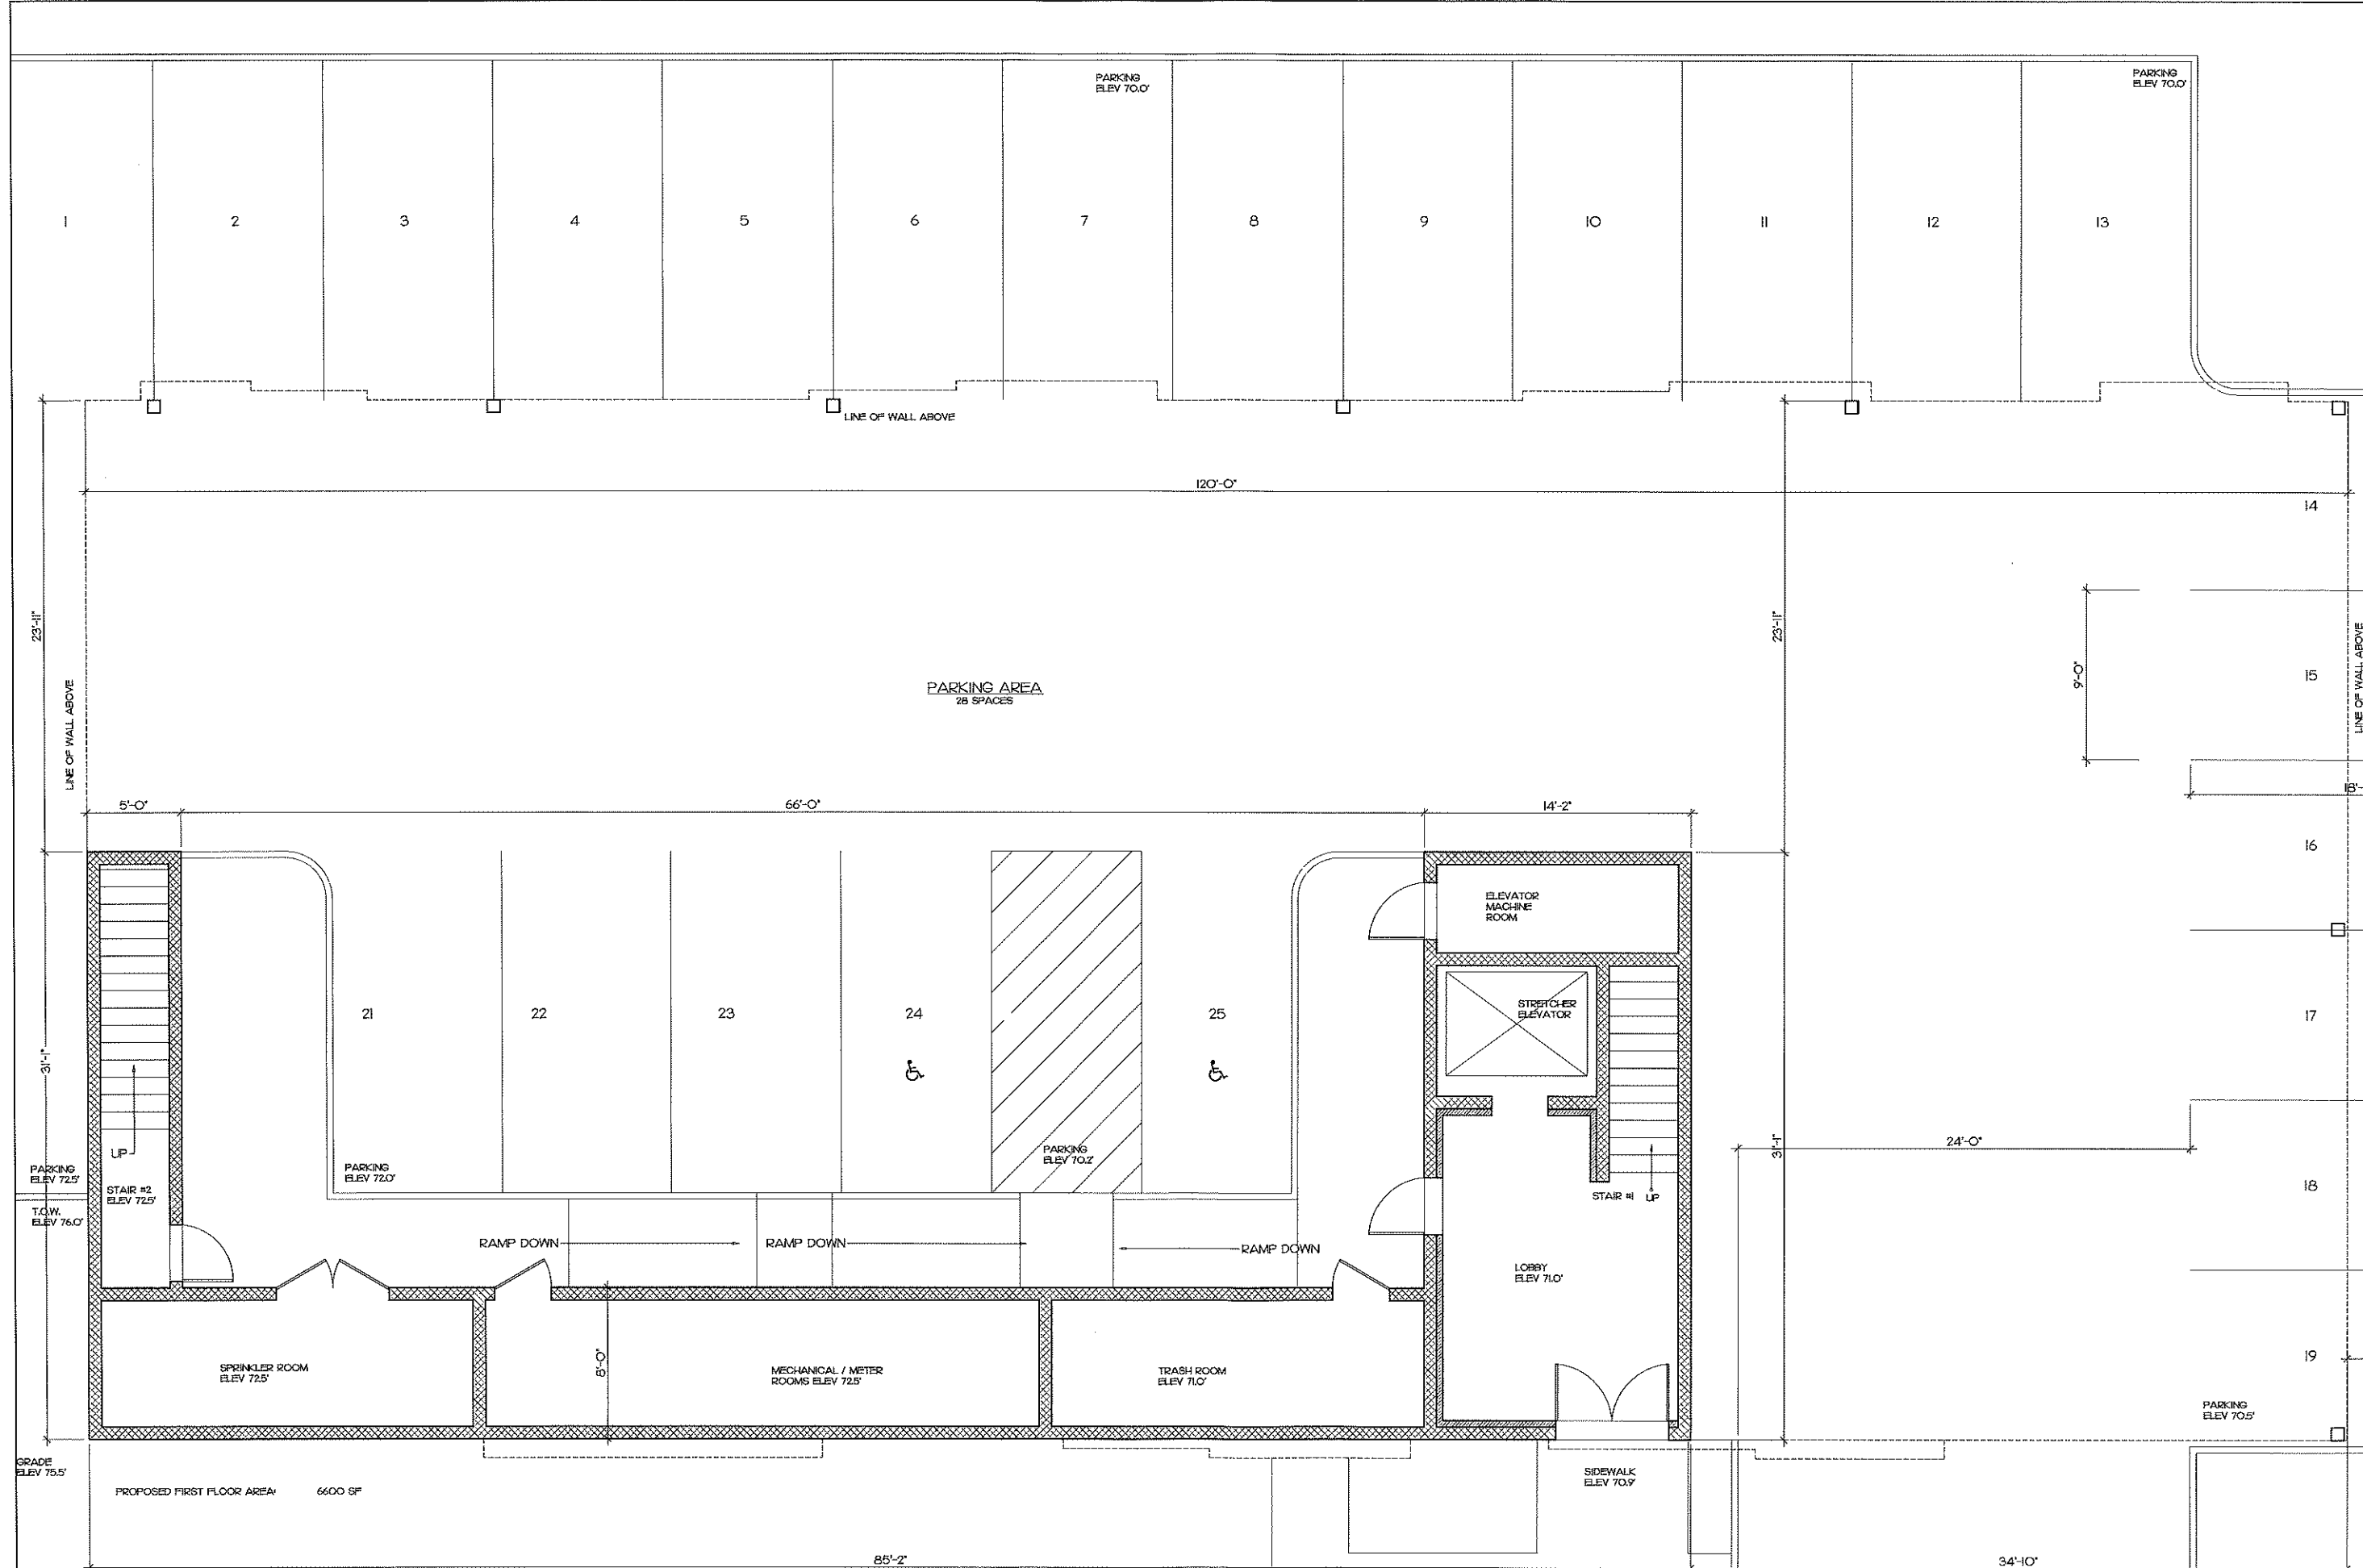 PARKING
ELEV 70.0'
PARKING
ELEV 70.0'
1
2
3
4
5
6
7
8
9
10
11
12
13
LINE OF WALL ABOVE
120'-0"
14
23'-11"
23'-11"
LINE OF WALL ABOVE
9'-0"
15
LINE OF WALL ABOVE
PARKING AREA
28 SPACES
5'-0"
66'-0"
14'-2"
18'-
16
ELEVATOR
MACHINE
ROOM
21
22
23
24
25
STRETCHER
ELEVATOR
17
31'-1"
31'-1"
UP
24'-0"
PARKING
ELEV 72.5'
STAIR #2
ELEV 72.5'
PARKING
ELEV 72.0'
PARKING
ELEV 70.2'
STAIR #1
UP
18
T.O.W.
ELEV 76.0'
RAMP DOWN
RAMP DOWN
RAMP DOWN
LOBBY
ELEV 71.0'
SPRINKLER ROOM
ELEV 72.5'
8'-0"
MECHANICAL / METER
ROOMS ELEV 72.5'
TRASH ROOM
ELEV 71.0'
19
PARKING
ELEV 70.5'
GRADE
ELEV 75.5'
SIDEWALK
ELEV 70.9'
PROPOSED FIRST FLOOR AREA: 6600 SF
85'-2"
34'-10"